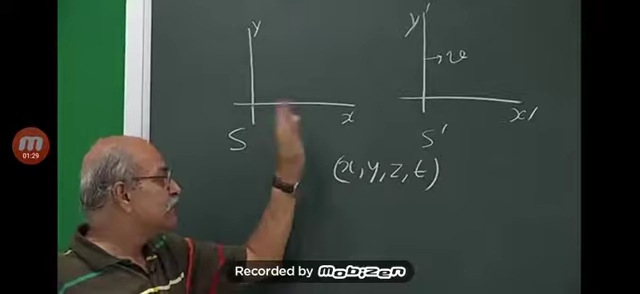 y
y'
→ v
x
x'
S
S'
(x, y, z, t)
01:29
Recorded by MOBIZEN